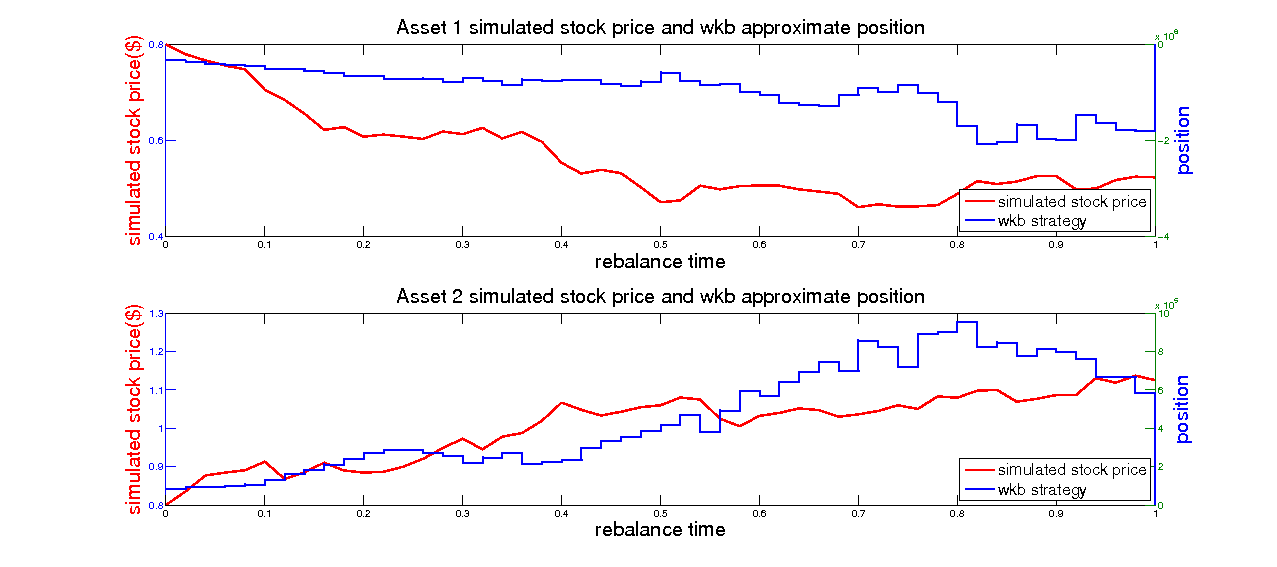 Asset 1 simulated stock price and wkb approximate position
x 10
0.8
0
simulated stock price($)
0.6
-2
position
simulated stock price
wkb strategy
0.4
-4
0 0.1 0.2 0.3 0.4 0.5 0.6 0.7 0.8 0.9 1
rebalance time
Asset 2 simulated stock price and wkb approximate position
x 10
1.3
10
simulated stock price($)
1.2
8
1.1
6
position
1
4
0.9
2
simulated stock price
wkb strategy
0.8
0
0 0.1 0.2 0.3 0.4 0.5 0.6 0.7 0.8 0.9 1
rebalance time